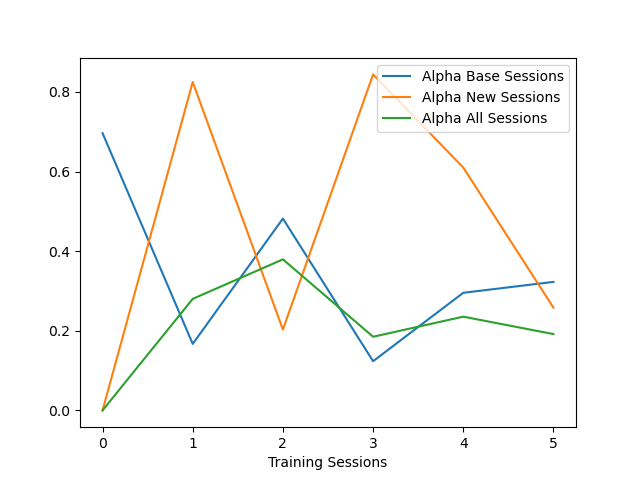 Alpha Base Sessions
Alpha New Sessions
Alpha All Sessions
0.8
0.6
0.4
0.2
0.0
0 1 2 3 4 5
Training Sessions